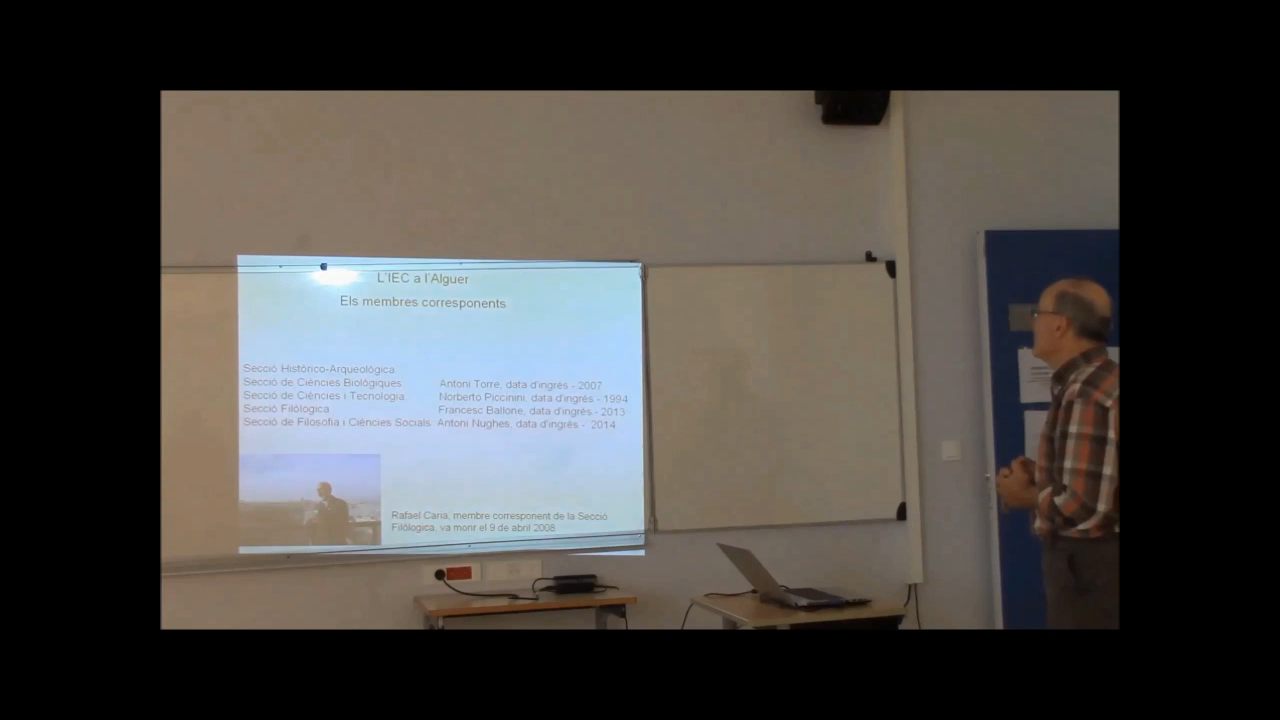 L'IEC a l'Alguer
Els membres corresponents
Secció Històrico-Arqueològica
Secció de Ciències Biològiques Antoni Torre, data d'ingrés - 2007
Secció de Ciències i Tecnologia Norberto Piccinini, data d'ingrés - 1994
Secció Filològica Francesc Ballone, data d'ingrés - 2013
Secció de Filosofia i Ciències Socials Antoni Nughes, data d'ingrés - 2014
Rafael Caria, membre corresponent de la Secció
Filològica, va morir el 9 de abril 2008